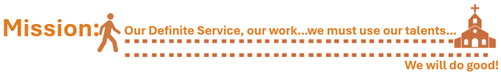 Mission:
Our Definite Service, our work...we must use our talents...
We will do good!